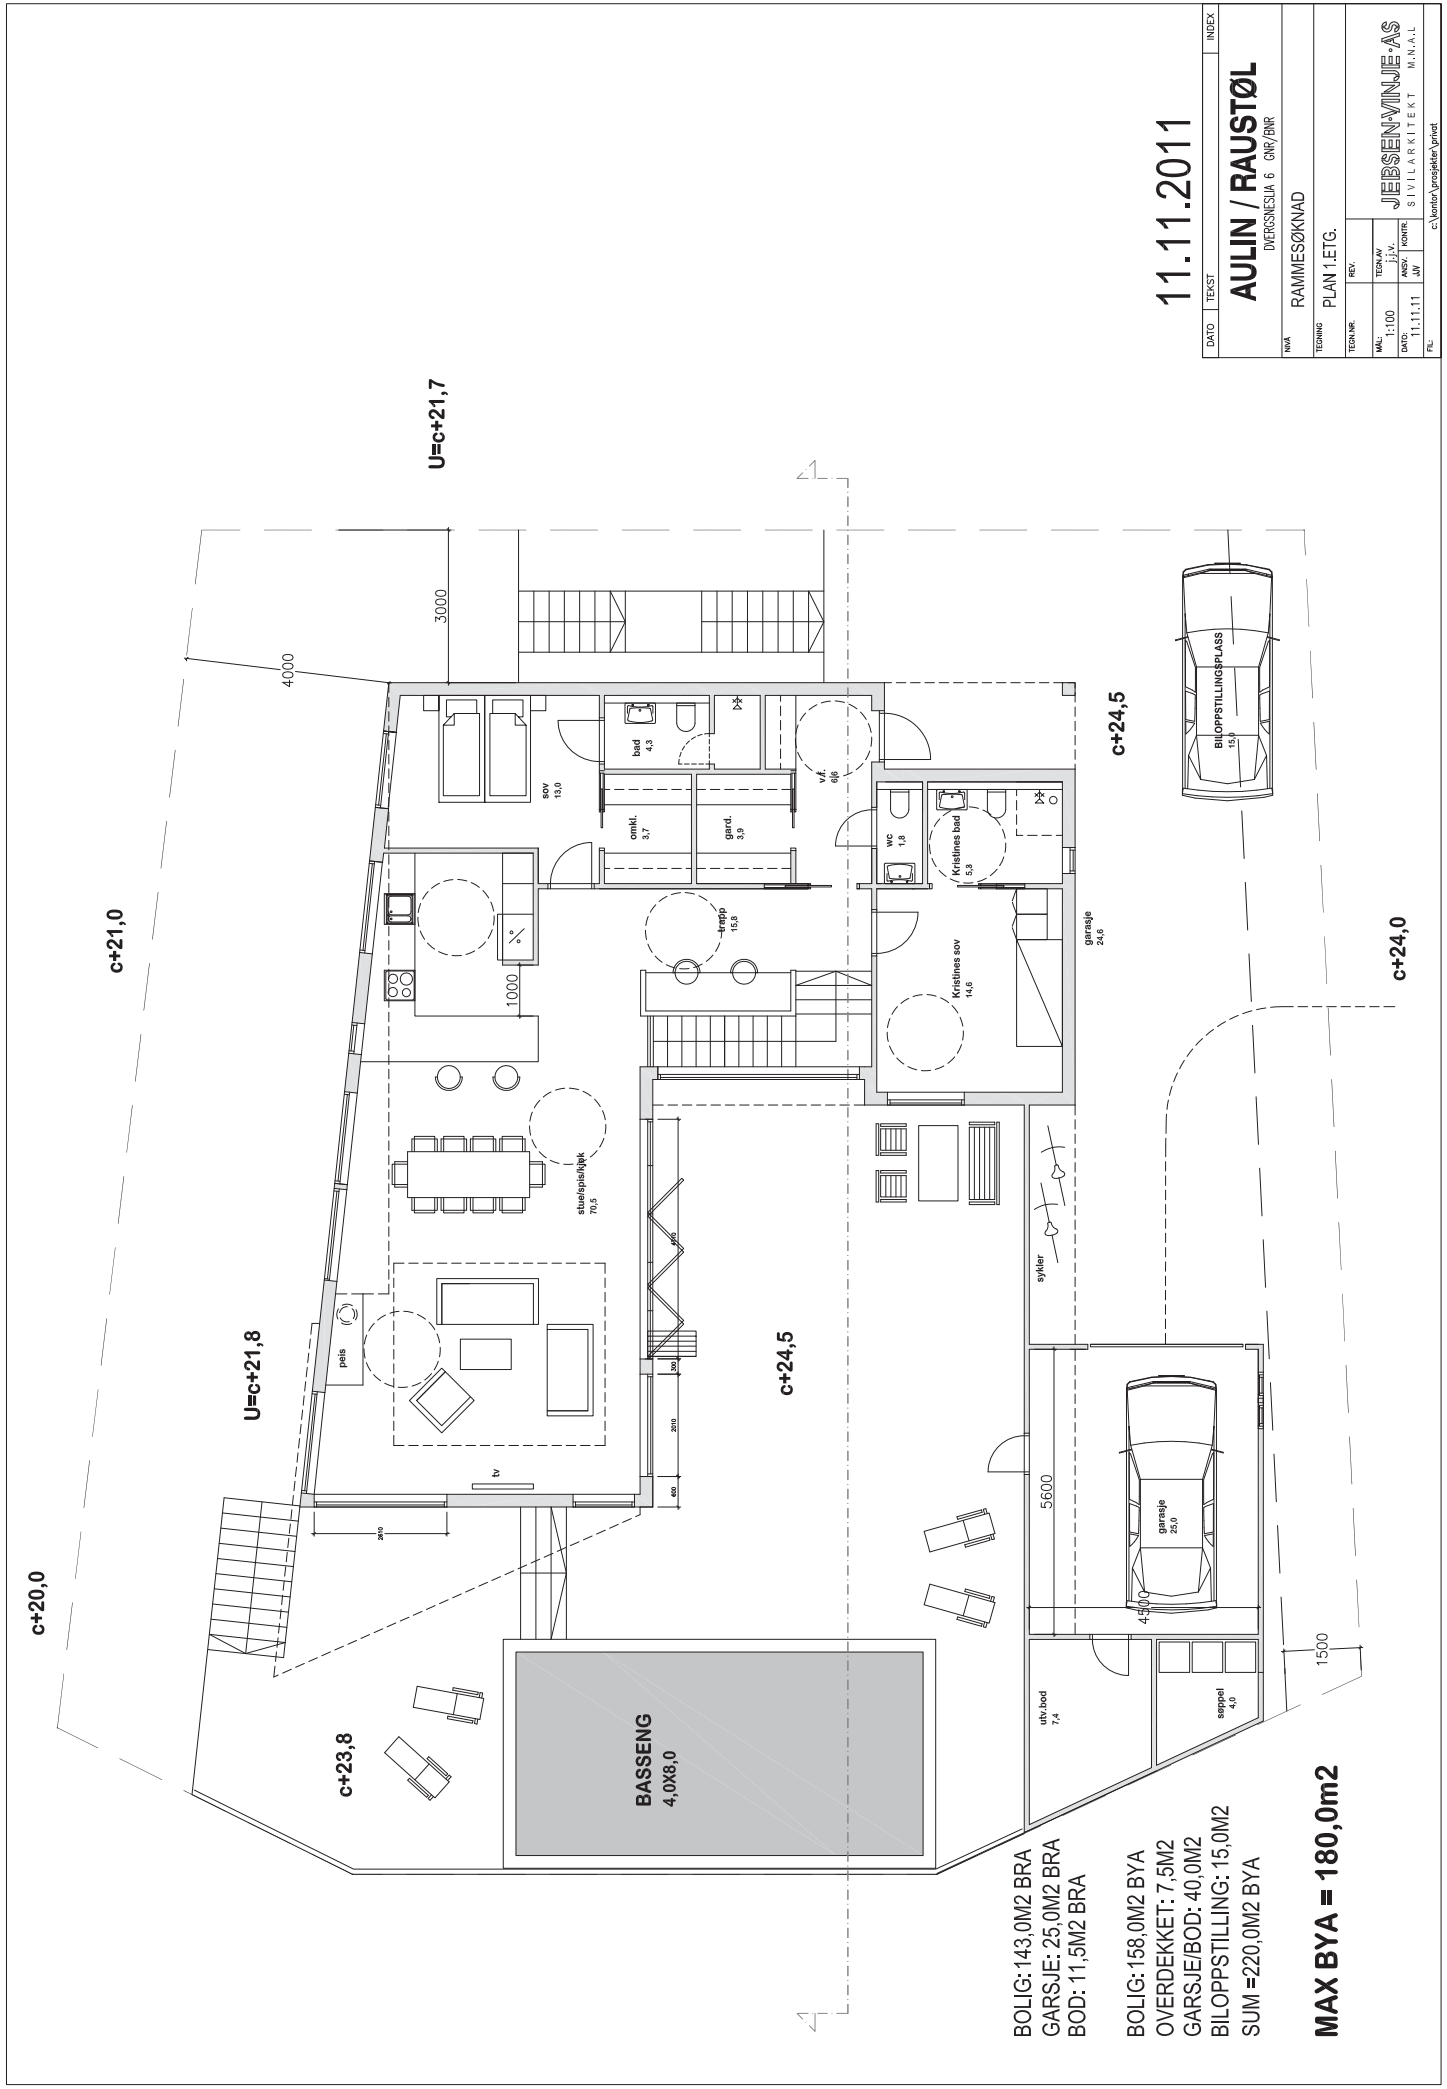 c+20,0
c+21,0
U=c+21,8
U=c+21,7
4000
3000
c+23,8
c+24,5
c+24,5
c+24,0
peis
tv
stue/spis/kjøk
70,5
1000
sov
13,0
bad
4,3
omkl.
3,7
gard.
3,9
v.f.
6,6
trapp
15,8
wc
1,8
Kristines bad
5,8
Kristines sov
14,6
garasje
24,6
sykler
2610
600
2010
300
BASSENG
4,0X8,0
5600
4500
1500
garasje
25,0
utv.bod
7,4
søppel
4,0
BILOPPSTILLINGSPLASS
15,0
BOLIG: 143,0M2 BRA
GARSJE: 25,0M2 BRA
BOD: 11,5M2 BRA
BOLIG: 158,0M2 BYA
OVERDEKKET: 7,5M2
GARSJE/BOD: 40,0M2
BILOPPSTILLING: 15,0M2
SUM =220,0M2 BYA
MAX BYA = 180,0m2
11.11.2011
DATO TEKST INDEX
AULIN / RAUSTØL
DVERGSNESLIA 6 GNR/BNR
NIVÅ
RAMMESØKNAD
TEGNING
PLAN 1.ETG.
TEGN.NR. REV.
MÅL: 1:100 TEGN.AV j.j.v.
DATO: 11.11.11 ANSV. JJV KONTR.
JEBSEN•VINJE•AS
SIVILARKITEKT M.N.A.L
FIL: c:\kontor\prosjekter\privat